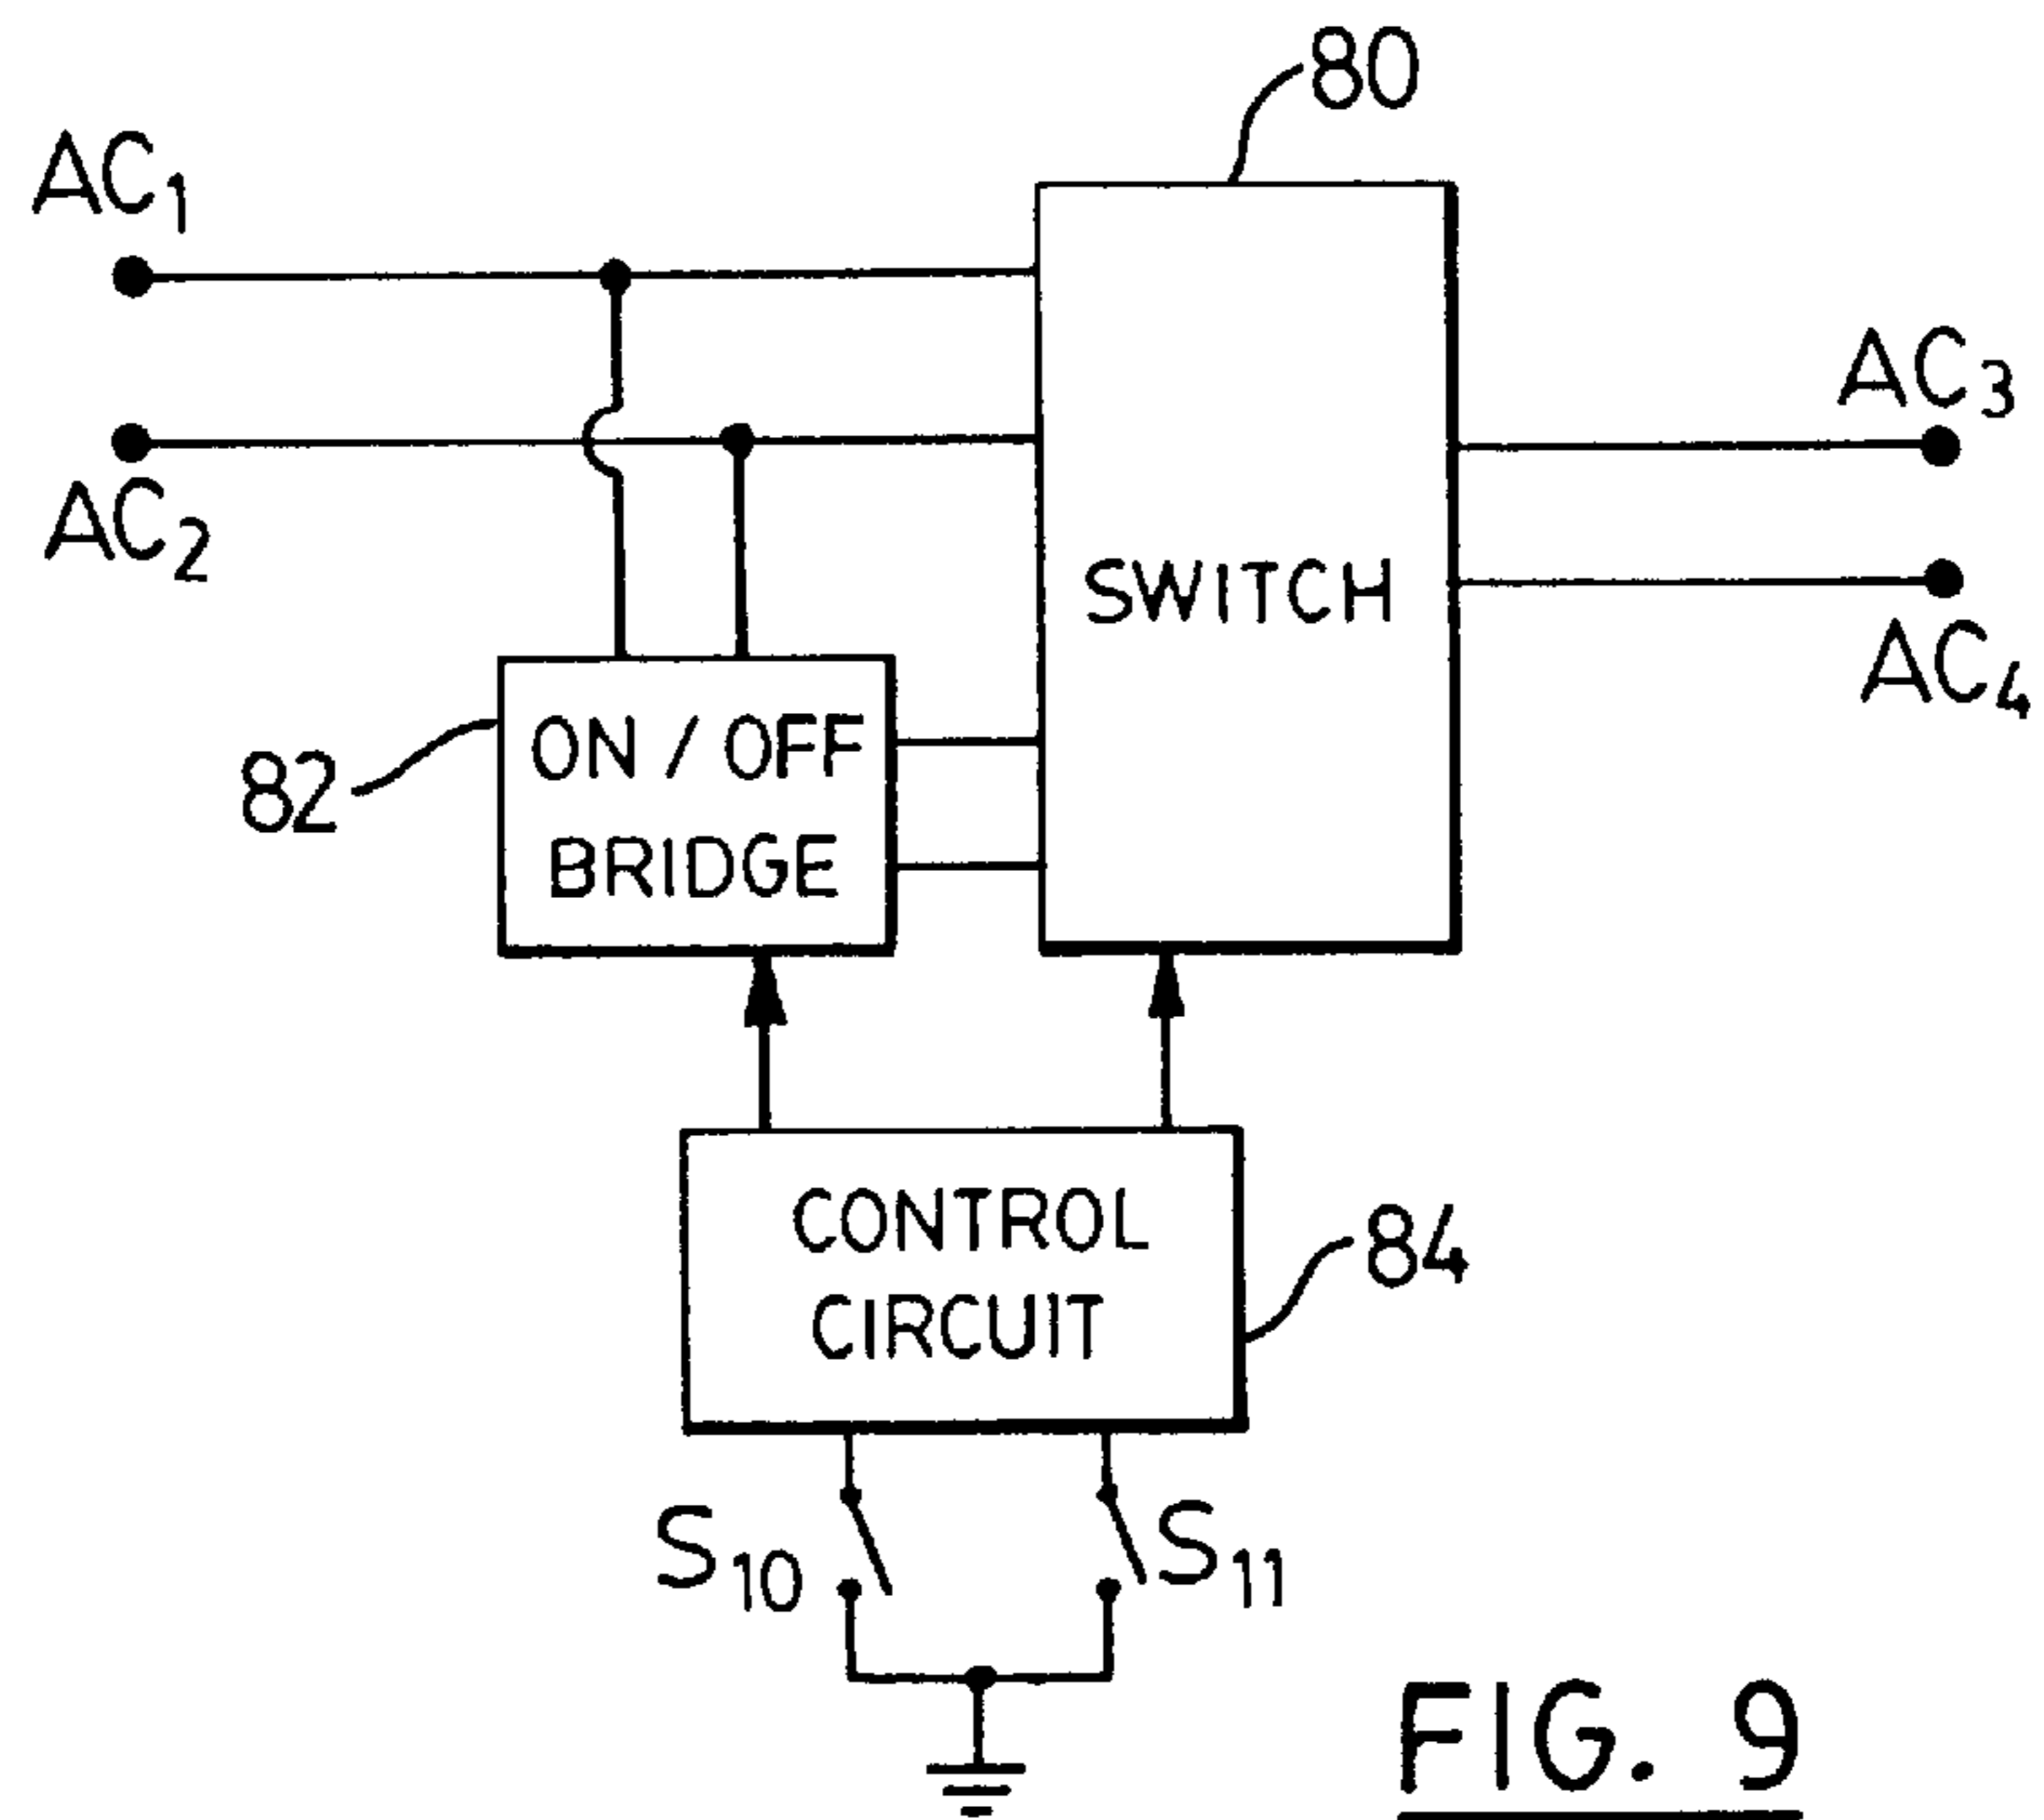 80
AC1
AC2
AC3
AC4
SWITCH
82
ON / OFF
BRIDGE
CONTROL
CIRCUIT
84
S10
S11
FIG. 9